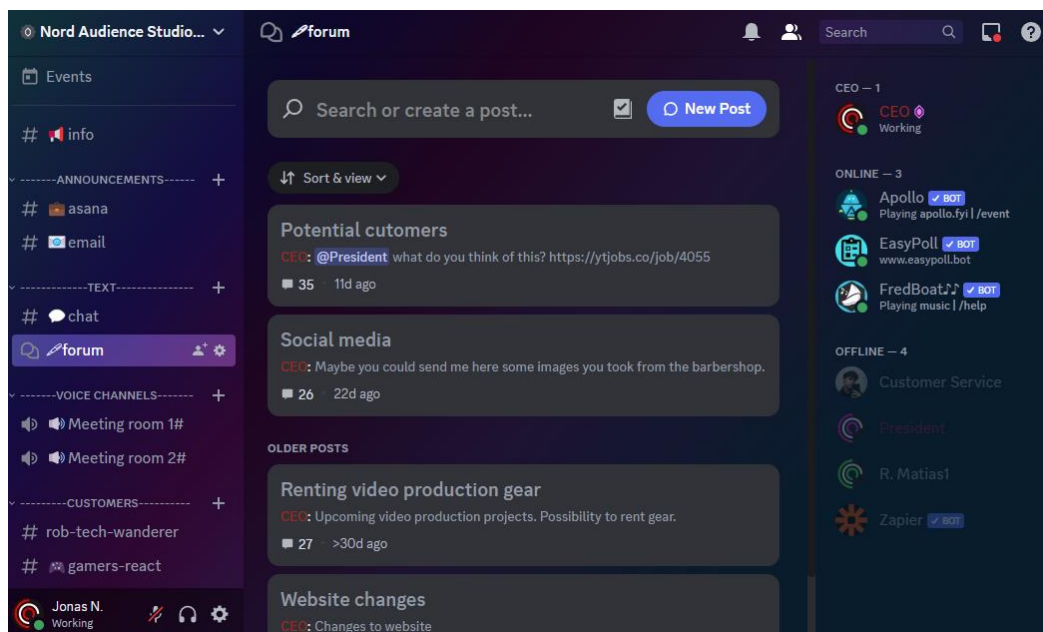 Nord Audience Studio...
Events
# info
-------ANNOUNCEMENTS------ +
# asana
# email
-------------TEXT--------------- +
# chat
forum
-------VOICE CHANNELS------- +
Meeting room 1#
Meeting room 2#
---------CUSTOMERS---------- +
# rob-tech-wanderer
# gamers-react
Jonas N.
Working
forum
Search or create a post...
New Post
Sort & view
Potential cutomers
CEO: @President what do you think of this? https://ytjobs.co/job/4055
35 · 11d ago
Social media
CEO: Maybe you could send me here some images you took from the barbershop.
26 · 22d ago
OLDER POSTS
Renting video production gear
CEO: Upcoming video production projects. Possibility to rent gear.
27 · >30d ago
Website changes
CEO: Changes to website
Search
?
CEO — 1
CEO
Working
ONLINE — 3
Apollo ✓ BOT
Playing apollo.fyi | /event
EasyPoll ✓ BOT
www.easypoll.bot
FredBoat♪♪ ✓ BOT
Playing music | /help
OFFLINE — 4
Customer Service
President
R. Matias1
Zapier ✓ BOT